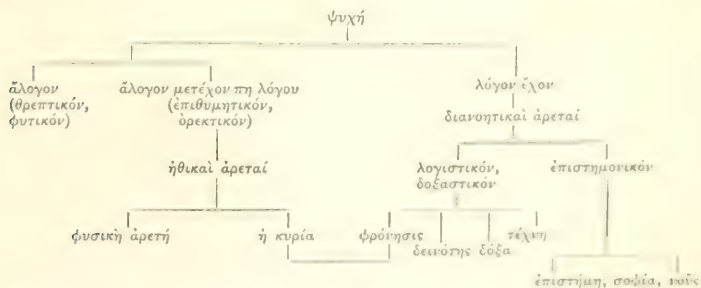 ψυχή
ἄλογον
(θρεπτικόν,
φυτικόν)
ἄλογον μετέχον πη λόγου
(ἐπιθυμητικόν,
ὀρεκτικόν)
λόγον ἔχον
διανοητικαὶ ἀρεταί
ἠθικαὶ ἀρεταί
λογιστικόν,
δοξαστικόν
ἐπιστημονικόν
φυσικὴ ἀρετή
ἡ κυρία
φρόνησις
δεινότης
δόξα
τέχνη
ἐπιστήμη, σοφία, νοῦς